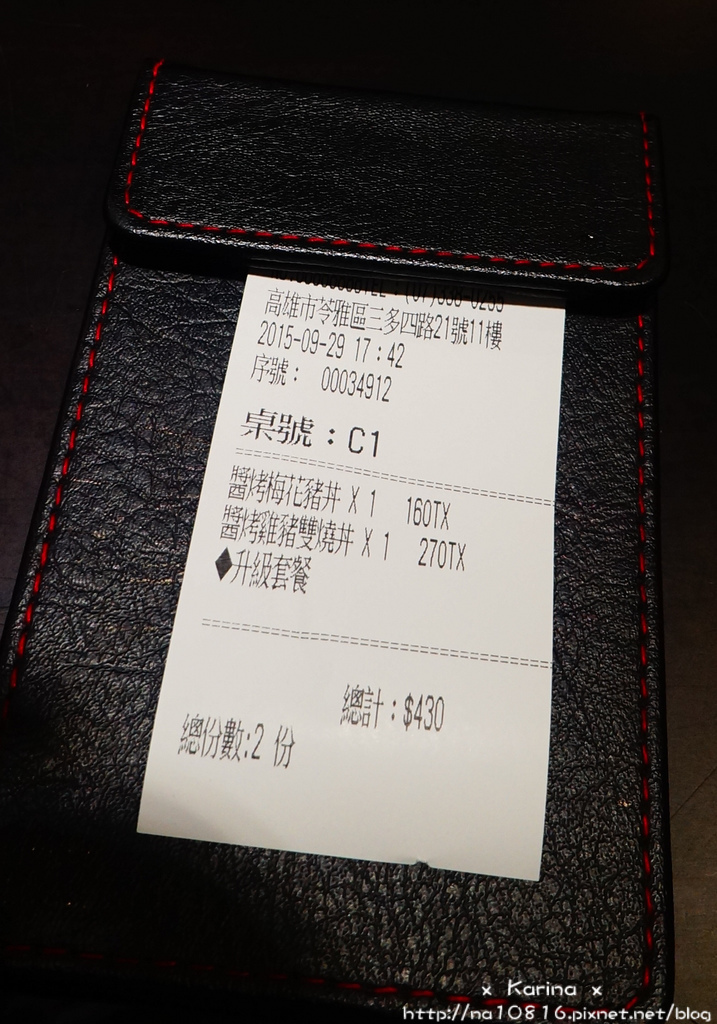 高雄市苓雅區三多四路21號11樓
2015-09-29 17：42
序號： 00034912
桌號：C1
醬烤梅花豬丼 X 1 160TX
醬烤雞豬雙燒丼 X 1 270TX
◆升級套餐
總計：$430
總份數:2 份
× Karina ×
http://na10816.pixnet.net/blog